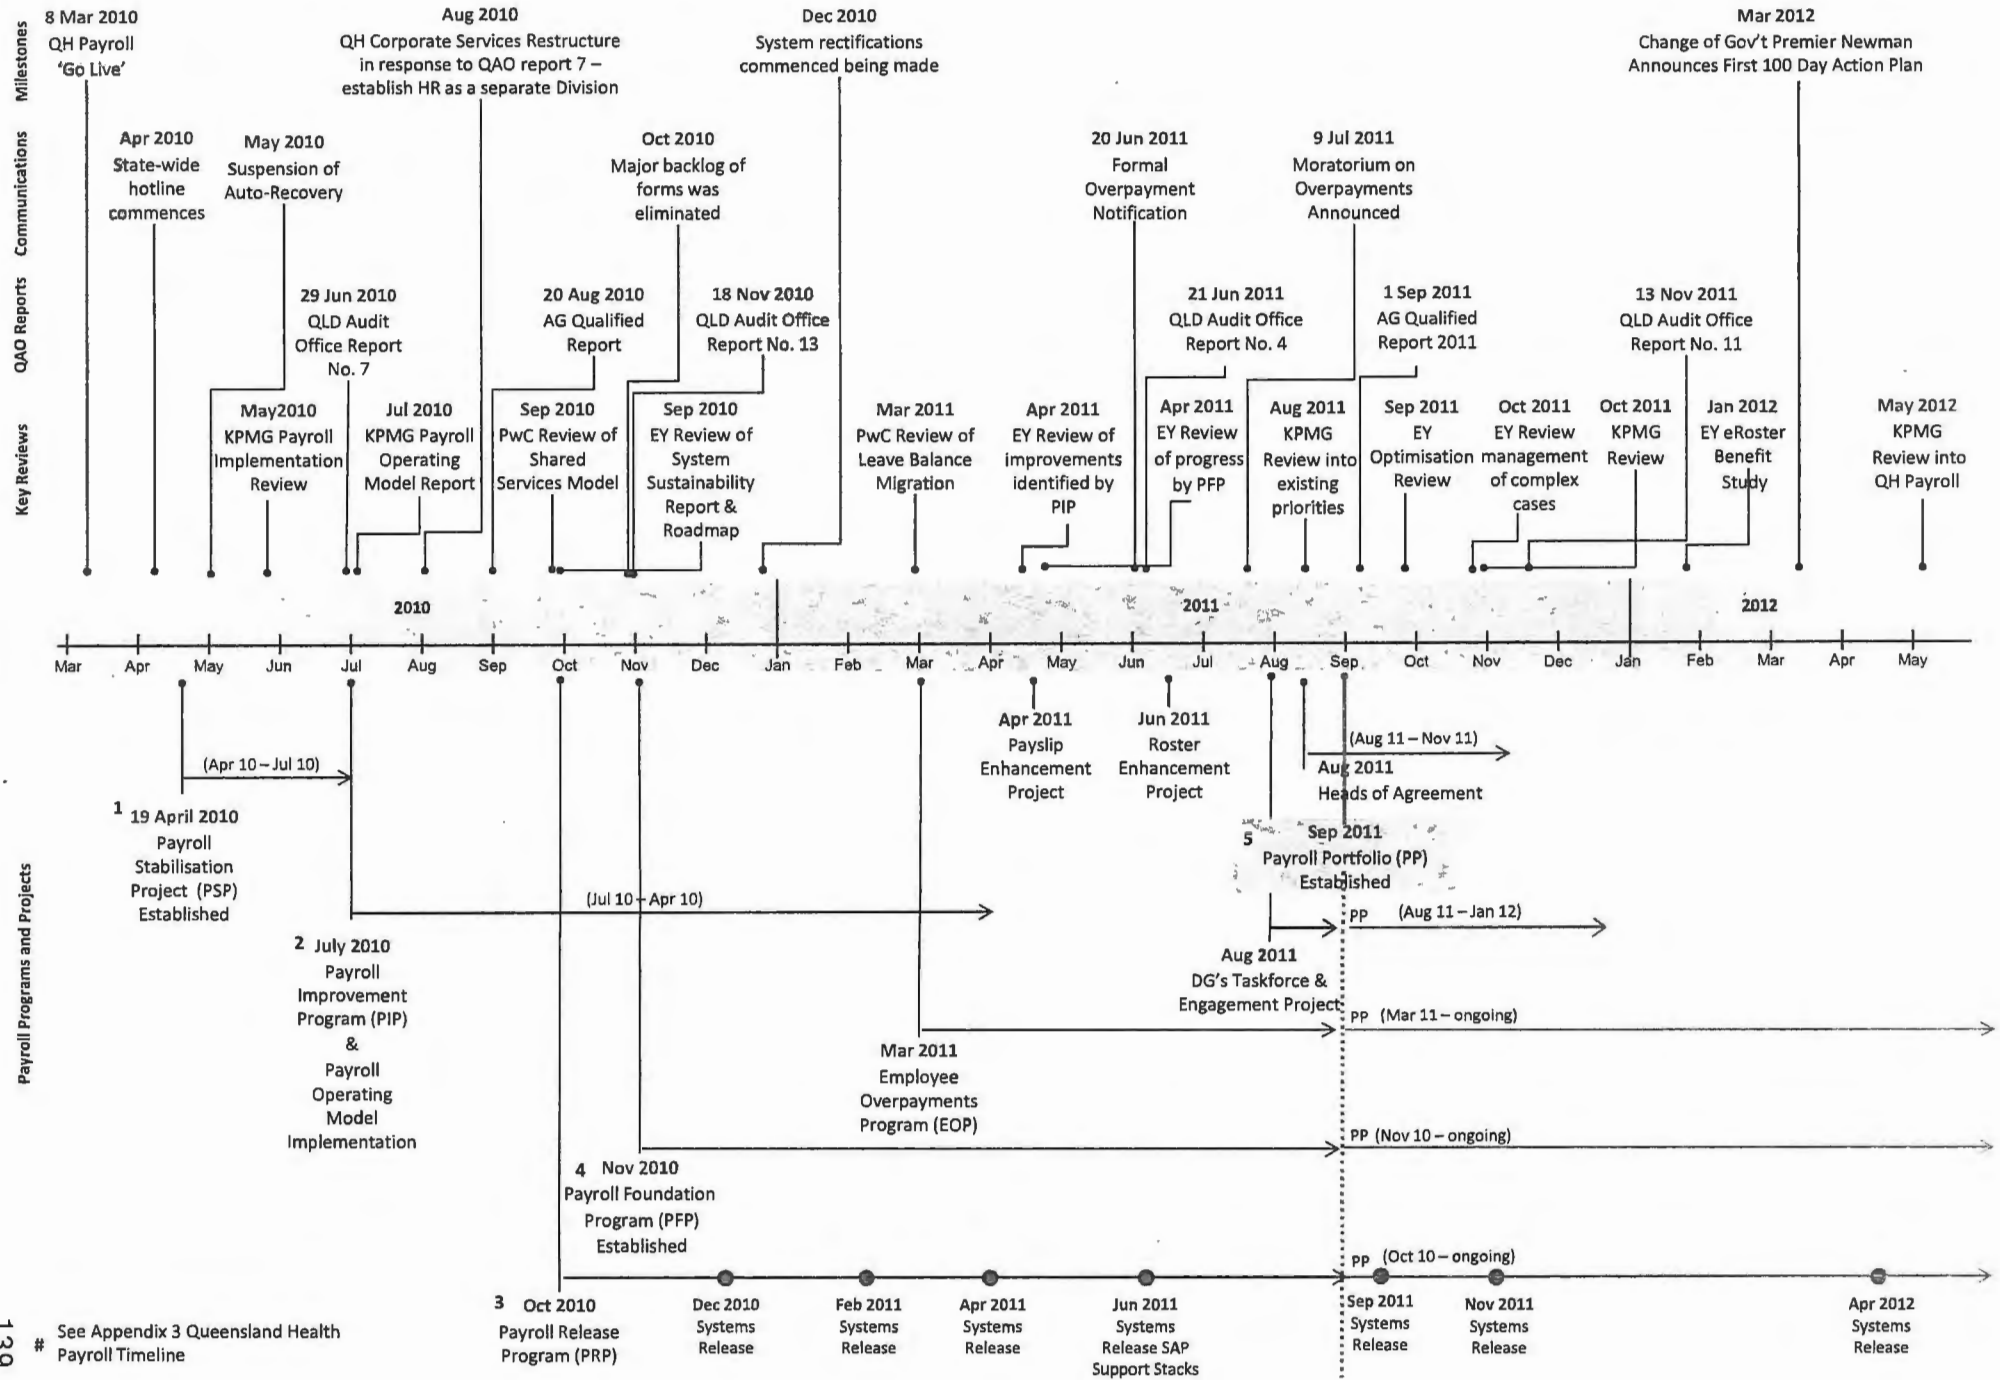 Milestones
8 Mar 2010
QH Payroll
‘Go Live’
Aug 2010
QH Corporate Services Restructure
in response to QAO report 7 –
establish HR as a separate Division
Dec 2010
System rectifications
commenced being made
Mar 2012
Change of Gov’t Premier Newman
Announces First 100 Day Action Plan
Communications
Apr 2010
State-wide
hotline
commences
May 2010
Suspension of
Auto-Recovery
Oct 2010
Major backlog of
forms was
eliminated
20 Jun 2011
Formal
Overpayment
Notification
9 Jul 2011
Moratorium on
Overpayments
Announced
QAO Reports
29 Jun 2010
QLD Audit
Office Report
No. 7
20 Aug 2010
AG Qualified
Report
18 Nov 2010
QLD Audit Office
Report No. 13
21 Jun 2011
QLD Audit Office
Report No. 4
1 Sep 2011
AG Qualified
Report 2011
13 Nov 2011
QLD Audit Office
Report No. 11
Key Reviews
May2010
KPMG Payroll
Implementation
Review
Jul 2010
KPMG Payroll
Operating
Model Report
Sep 2010
PwC Review of
Shared
Services Model
Sep 2010
EY Review of
System
Sustainability
Report &
Roadmap
Mar 2011
PwC Review of
Leave Balance
Migration
Apr 2011
EY Review of
improvements
identified by
PIP
Apr 2011
EY Review
of progress
by PFP
Aug 2011
KPMG
Review into
existing
priorities
Sep 2011
EY
Optimisation
Review
Oct 2011
EY Review
management
of complex
cases
Oct 2011
KPMG
Review
Jan 2012
EY eRoster
Benefit
Study
May 2012
KPMG
Review into
QH Payroll
2010
2011
2012
Mar Apr May Jun Jul Aug Sep Oct Nov Dec Jan Feb Mar Apr May Jun Jul Aug Sep Oct Nov Dec Jan Feb Mar Apr May
Payroll Programs and Projects
(Apr 10 – Jul 10)
1 19 April 2010
Payroll
Stabilisation
Project (PSP)
Established
(Jul 10 – Apr 10)
2 July 2010
Payroll
Improvement
Program (PIP)
&
Payroll
Operating
Model
Implementation
Apr 2011
Payslip
Enhancement
Project
Jun 2011
Roster
Enhancement
Project
(Aug 11 – Nov 11)
Aug 2011
Heads of Agreement
5 Sep 2011
Payroll Portfolio (PP)
Established
PP (Aug 11 – Jan 12)
Aug 2011
DG’s Taskforce &
Engagement Project
PP (Mar 11 – ongoing)
Mar 2011
Employee
Overpayments
Program (EOP)
PP (Nov 10 – ongoing)
4 Nov 2010
Payroll Foundation
Program (PFP)
Established
PP (Oct 10 – ongoing)
3 Oct 2010
Payroll Release
Program (PRP)
Dec 2010
Systems
Release
Feb 2011
Systems
Release
Apr 2011
Systems
Release
Jun 2011
Systems
Release SAP
Support Stacks
Sep 2011
Systems
Release
Nov 2011
Systems
Release
Apr 2012
Systems
Release
# See Appendix 3 Queensland Health
Payroll Timeline